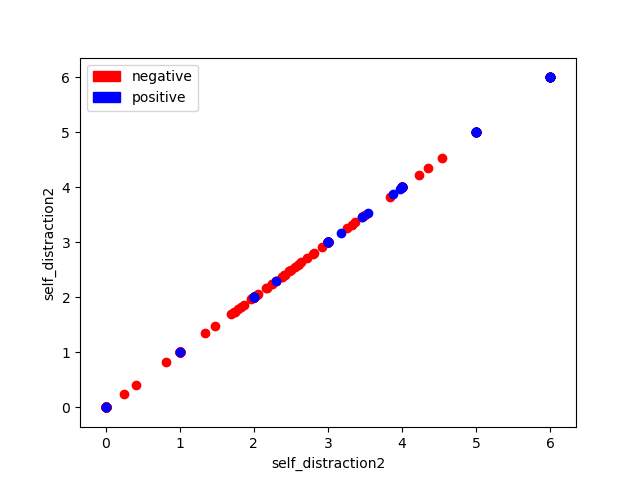 negative
positive
6
5
4
3
2
1
0
self_distraction2
0 1 2 3 4 5 6
self_distraction2